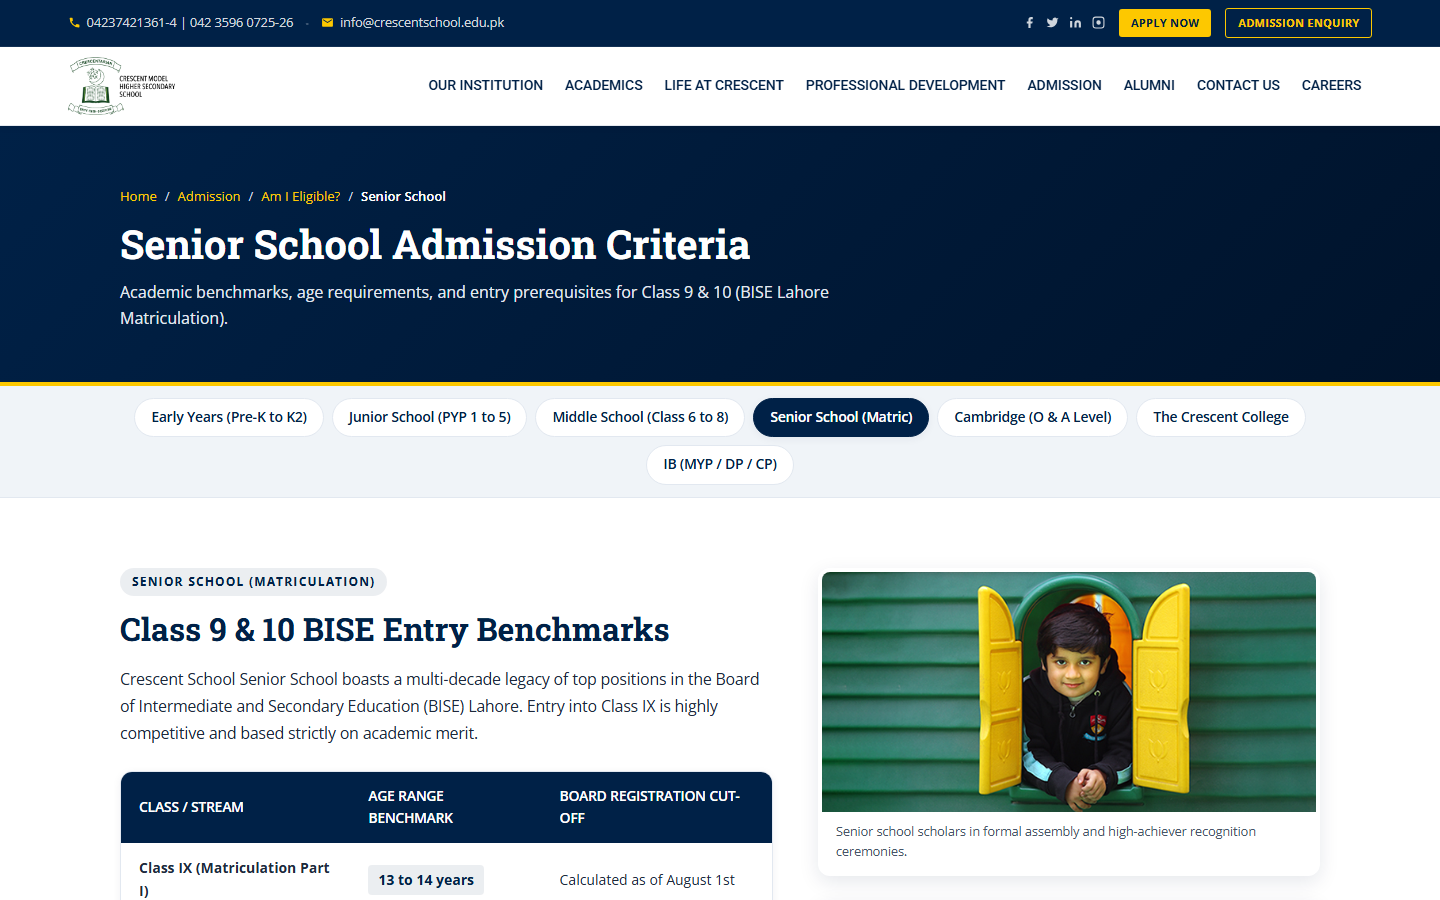 04237421361-4 | 042 3596 0725-26
info@crescentschool.edu.pk
APPLY NOW
ADMISSION ENQUIRY
CRESCENT MODEL
HIGHER SECONDARY
SCHOOL
OUR INSTITUTION
ACADEMICS
LIFE AT CRESCENT
PROFESSIONAL DEVELOPMENT
ADMISSION
ALUMNI
CONTACT US
CAREERS
Home / Admission / Am I Eligible? / Senior School
Senior School Admission Criteria
Academic benchmarks, age requirements, and entry prerequisites for Class 9 & 10 (BISE Lahore
Matriculation).
Early Years (Pre-K to K2)
Junior School (PYP 1 to 5)
Middle School (Class 6 to 8)
Senior School (Matric)
Cambridge (O & A Level)
The Crescent College
IB (MYP / DP / CP)
SENIOR SCHOOL (MATRICULATION)
Class 9 & 10 BISE Entry Benchmarks
Crescent School Senior School boasts a multi-decade legacy of top positions in the Board
of Intermediate and Secondary Education (BISE) Lahore. Entry into Class IX is highly
competitive and based strictly on academic merit.
CLASS / STREAM
AGE RANGE
BENCHMARK
BOARD REGISTRATION CUT-
OFF
Class IX (Matriculation Part
I)
13 to 14 years
Calculated as of August 1st
Senior school scholars in formal assembly and high-achiever recognition
ceremonies.